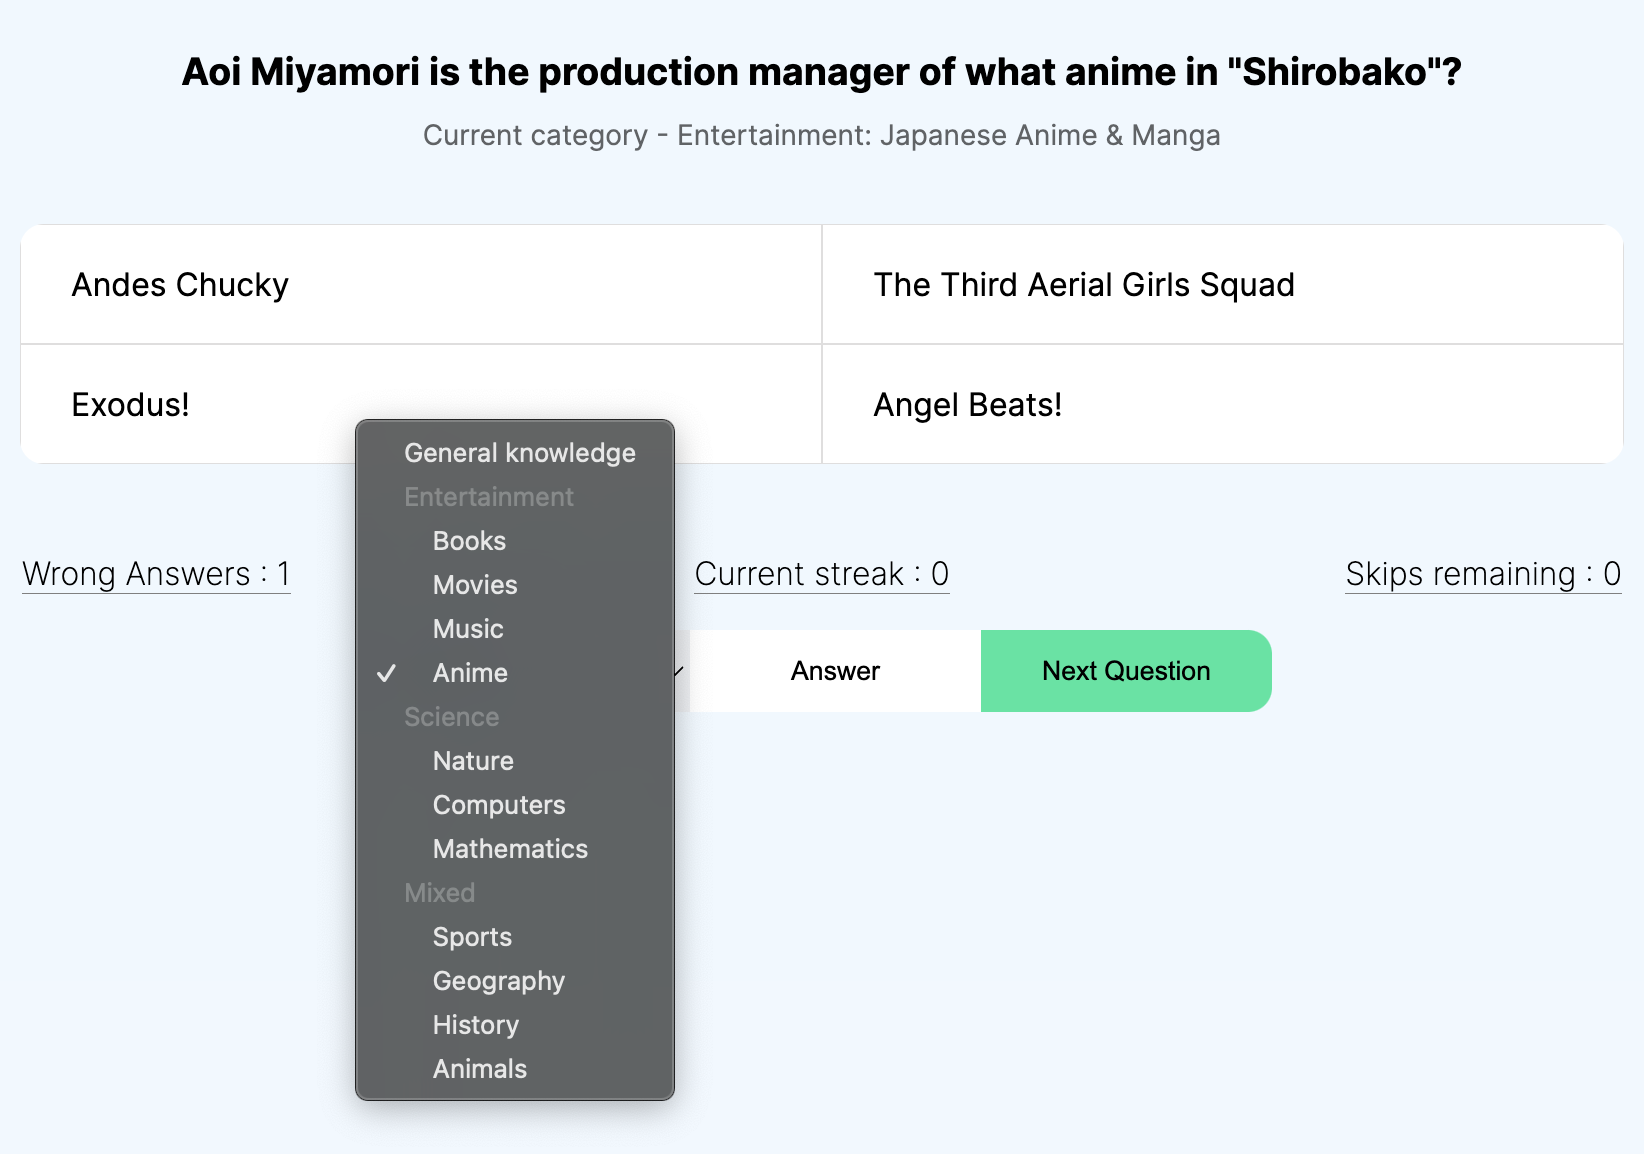 Aoi Miyamori is the production manager of what anime in "Shirobako"?
Current category - Entertainment: Japanese Anime & Manga
Andes Chucky
The Third Aerial Girls Squad
Exodus!
Angel Beats!
General knowledge
Entertainment
Books
Movies
Music
Anime
Science
Nature
Computers
Mathematics
Mixed
Sports
Geography
History
Animals
Wrong Answers : 1
Current streak : 0
Skips remaining : 0
Answer
Next Question